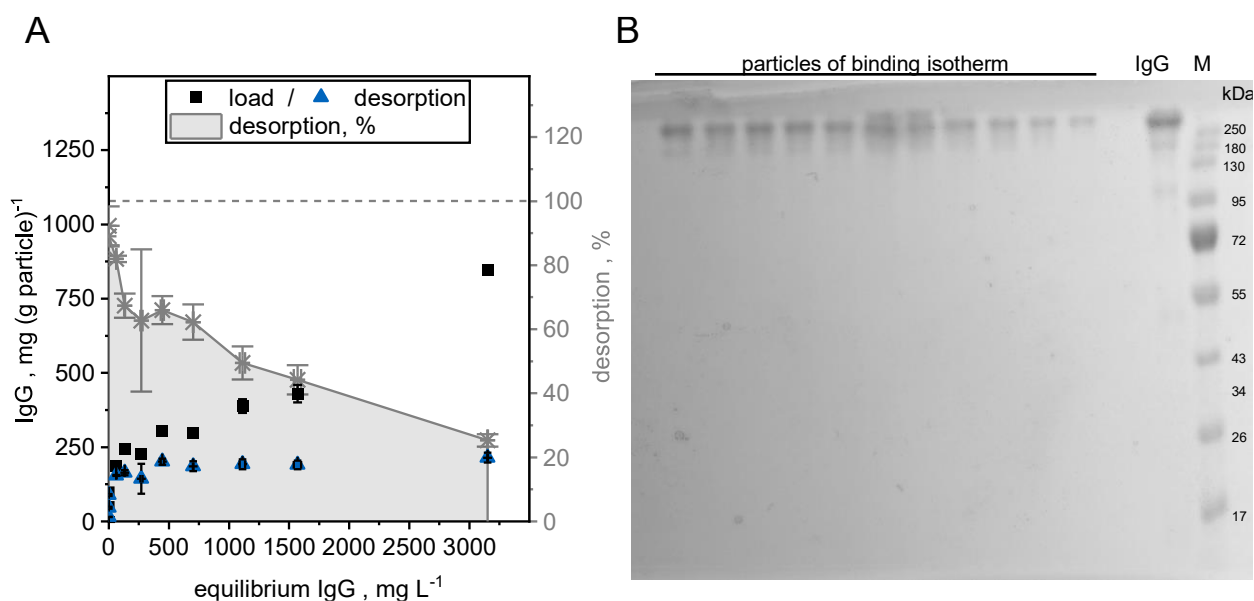 A
load / desorption
desorption, %
1250
1000
750
500
250
0
IgG , mg (g particle)⁻¹
120
100
80
60
40
20
0
desorption , %
0 500 1000 1500 2000 2500 3000
equilibrium IgG , mg L⁻¹
B
particles of binding isotherm IgG M
kDa
250
180
130
95
72
55
43
34
26
17